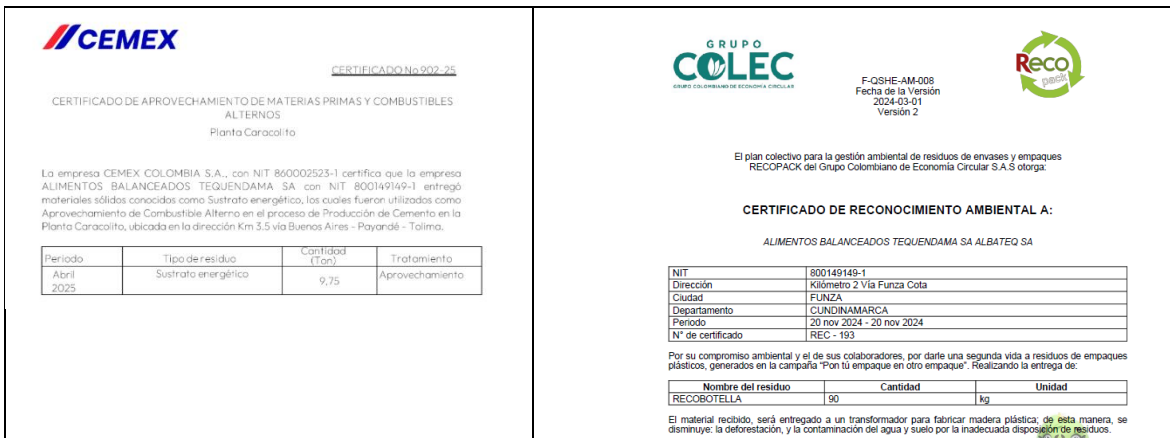 CEMEX
CERTIFICADO No 902-25
CERTIFICADO DE APROVECHAMIENTO DE MATERIAS PRIMAS Y COMBUSTIBLES
ALTERNOS
Planta Caracolito
La empresa CEMEX COLOMBIA S.A., con NIT 860002523-1 certifica que la empresa
ALIMENTOS BALANCEADOS TEQUENDAMA SA con NIT 800149149-1 entregó
materiales sólidos conocidos como Sustrato energético, los cuales fueron utilizados como
Aprovechamiento de Combustible Alterno en el proceso de Producción de Cemento en la
Planta Caracolito, ubicada en la dirección Km 3.5 vía Buenos Aires – Payandé – Tolima.
Periodo Tipo de residuo Cantidad (Ton) Tratamiento
Abril 2025 Sustrato energético 9,75 Aprovechamiento
GRUPO
COLEC
GRUPO COLOMBIANO DE ECONOMÍA CIRCULAR
F-QSHE-AM-008
Fecha de la Versión
2024-03-01
Versión 2
Reco
pack
El plan colectivo para la gestión ambiental de residuos de envases y empaques
RECOPACK del Grupo Colombiano de Economía Circular S.A.S otorga:
CERTIFICADO DE RECONOCIMIENTO AMBIENTAL A:
ALIMENTOS BALANCEADOS TEQUENDAMA SA ALBATEQ SA
NIT 800149149-1
Dirección Kilómetro 2 Vía Funza Cota
Ciudad FUNZA
Departamento CUNDINAMARCA
Periodo 20 nov 2024 - 20 nov 2024
N° de certificado REC - 193
Por su compromiso ambiental y el de sus colaboradores, por darle una segunda vida a residuos de empaques
plásticos, generados en la campaña “Pon tú empaque en otro empaque”. Realizando la entrega de:
Nombre del residuo Cantidad Unidad
RECOBOTELLA 90 kg
El material recibido, será entregado a un transformador para fabricar madera plástica; de esta manera, se
disminuye: la deforestación, y la contaminación del agua y suelo por la inadecuada disposición de residuos.